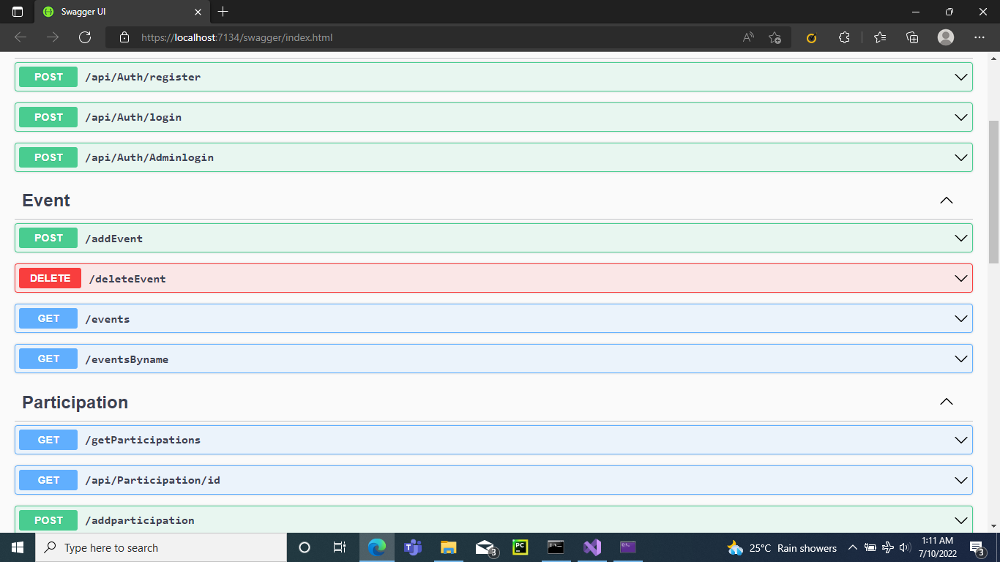 Swagger UI
https://localhost:7134/swagger/index.html
POST /api/Auth/register
POST /api/Auth/login
POST /api/Auth/Adminlogin
Event
POST /addEvent
DELETE /deleteEvent
GET /events
GET /eventsByname
Participation
GET /getParticipations
GET /api/Participation/id
POST /addparticipation
Type here to search
3
PC
25°C Rain showers
1:11 AM
7/10/2022
3